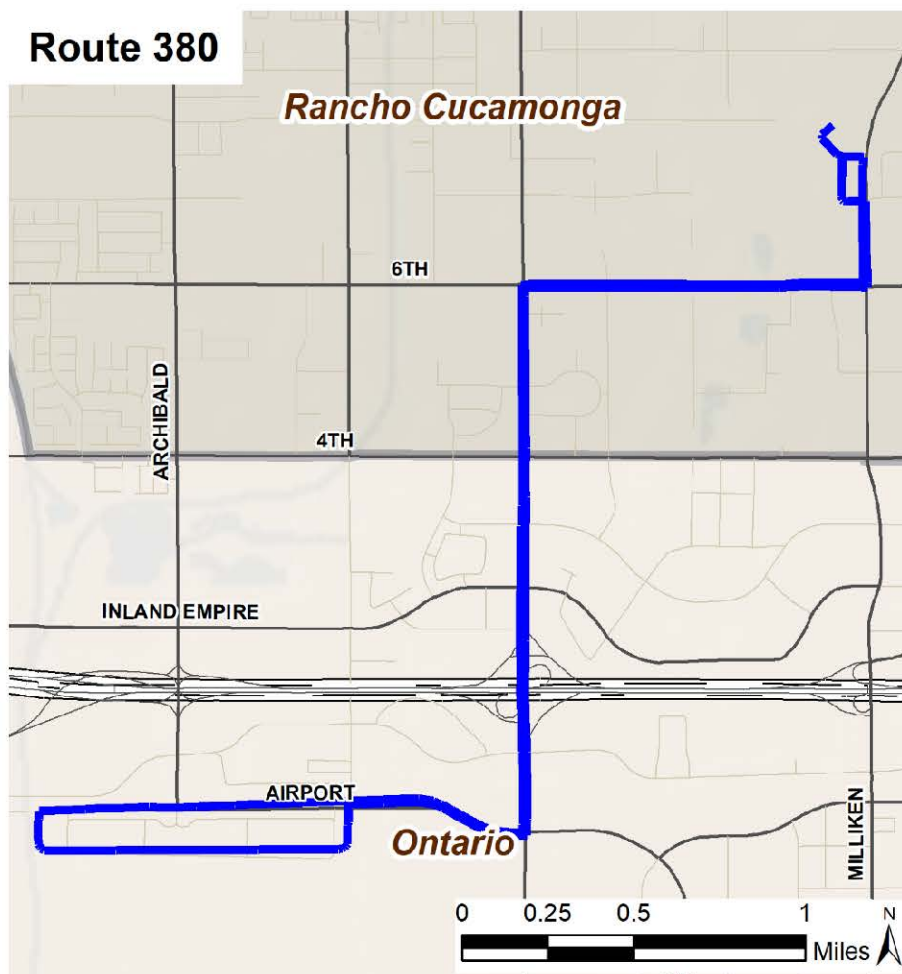 Route 380
Rancho Cucamonga
6TH
ARCHIBALD
4TH
INLAND EMPIRE
AIRPORT
Ontario
MILLIKEN
0 0.25 0.5 1
Miles
N